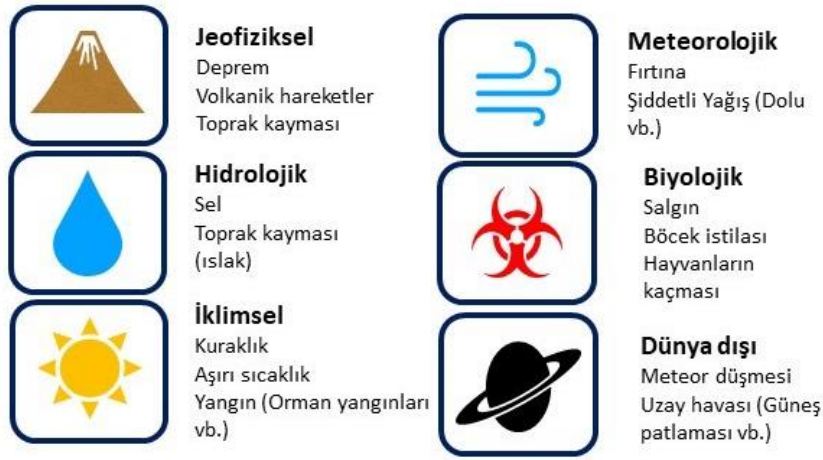 Jeofiziksel
Deprem
Volkanik hareketler
Toprak kayması
Meteorolojik
Fırtına
Şiddetli Yağış (Dolu
vb.)
Hidrolojik
Sel
Toprak kayması
(ıslak)
Biyolojik
Salgın
Böcek istilası
Hayvanların
kaçması
İklimsel
Kuraklık
Aşırı sıcaklık
Yangın (Orman yangınları
vb.)
Dünya dışı
Meteor düşmesi
Uzay havası (Güneş
patlaması vb.)